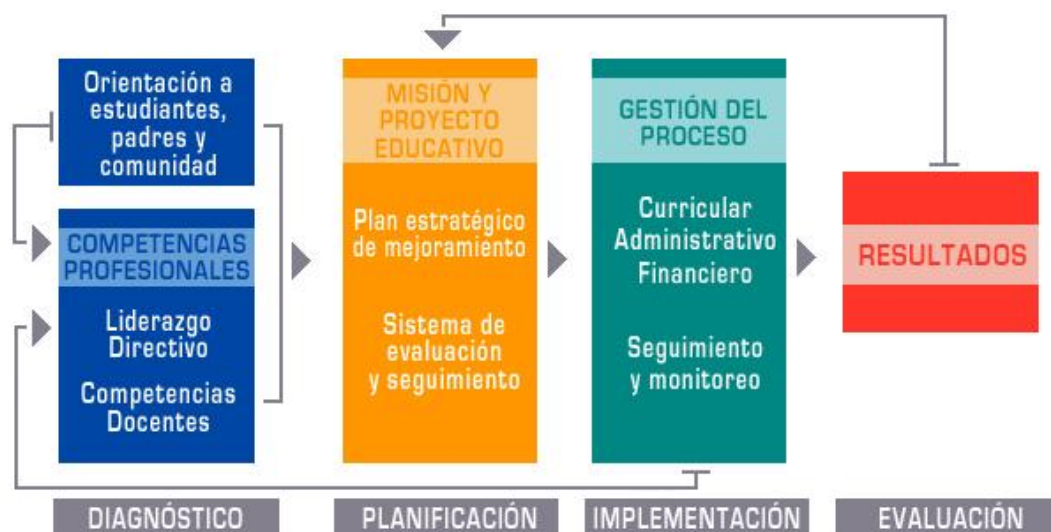 Orientación a
estudiantes,
padres y
comunidad
COMPETENCIAS
PROFESIONALES
Liderazgo
Directivo
Competencias
Docentes
MISIÓN Y
PROYECTO
EDUCATIVO
Plan estratégico
de mejoramiento
Sistema de
evaluación
y seguimiento
GESTIÓN DEL
PROCESO
Curricular
Administrativo
Financiero
Seguimiento
y monitoreo
RESULTADOS
DIAGNÓSTICO
PLANIFICACIÓN
IMPLEMENTACIÓN
EVALUACIÓN